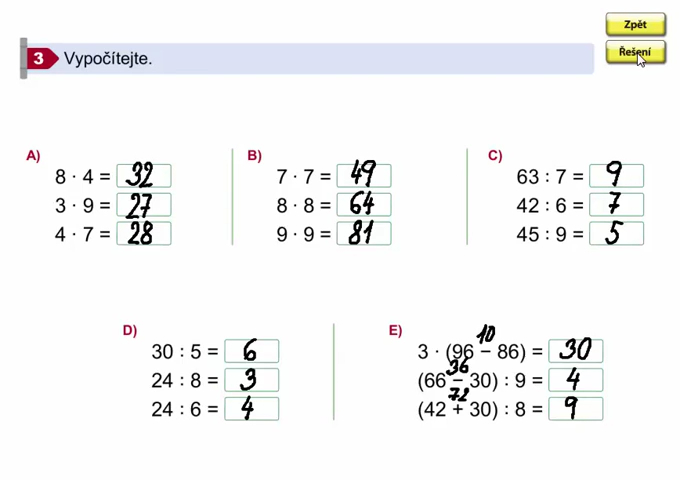 Zpět
Řešení
3 Vypočítejte.
A)
8 · 4 = 32
3 · 9 = 27
4 · 7 = 28
B)
7 · 7 = 49
8 · 8 = 64
9 · 9 = 81
C)
63 : 7 = 9
42 : 6 = 7
45 : 9 = 5
D)
30 : 5 = 6
24 : 8 = 3
24 : 6 = 4
E)
10
3 · (96 − 86) = 30
36
(66 − 30) : 9 = 4
72
(42 + 30) : 8 = 9